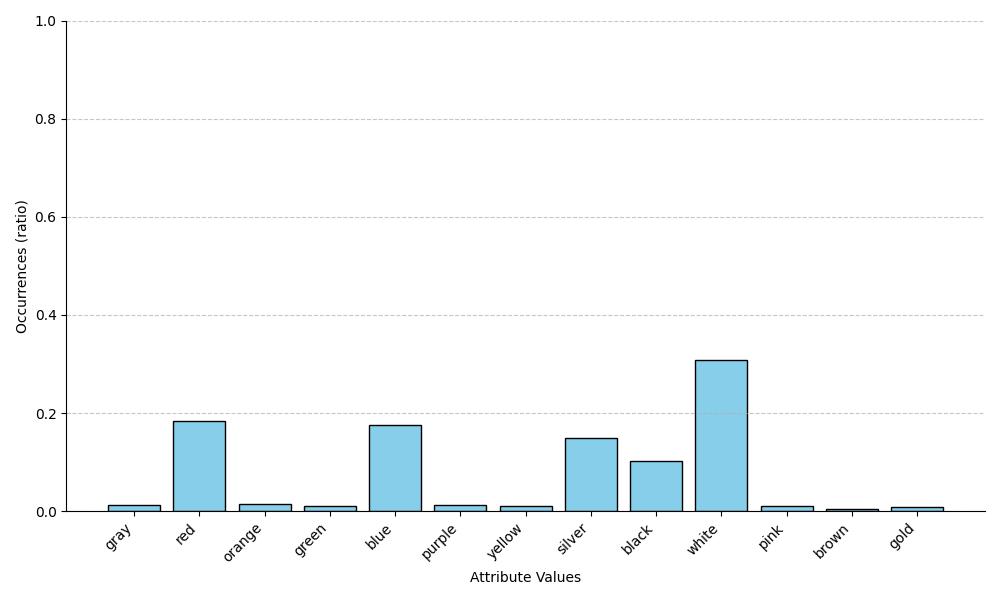 1.0
0.8
0.6
0.4
0.2
0.0
Occurrences (ratio)
gray
red
orange
green
blue
purple
yellow
silver
black
white
pink
brown
gold
Attribute Values